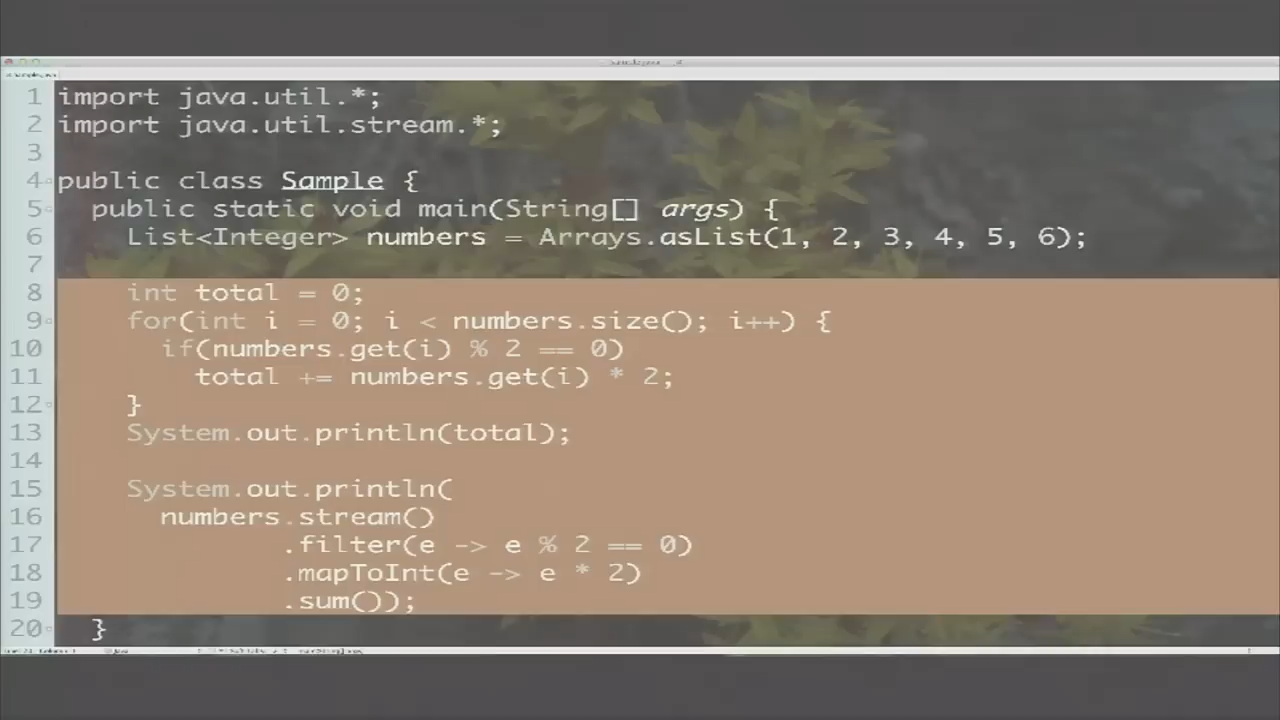 1 import java.util.*;
2 import java.util.stream.*;
3
4 public class Sample {
5   public static void main(String[] args) {
6     List<Integer> numbers = Arrays.asList(1, 2, 3, 4, 5, 6);
7
8     int total = 0;
9     for(int i = 0; i < numbers.size(); i++) {
10       if(numbers.get(i) % 2 == 0)
11         total += numbers.get(i) * 2;
12     }
13     System.out.println(total);
14
15     System.out.println(
16       numbers.stream()
17              .filter(e -> e % 2 == 0)
18              .mapToInt(e -> e * 2)
19              .sum());
20   }